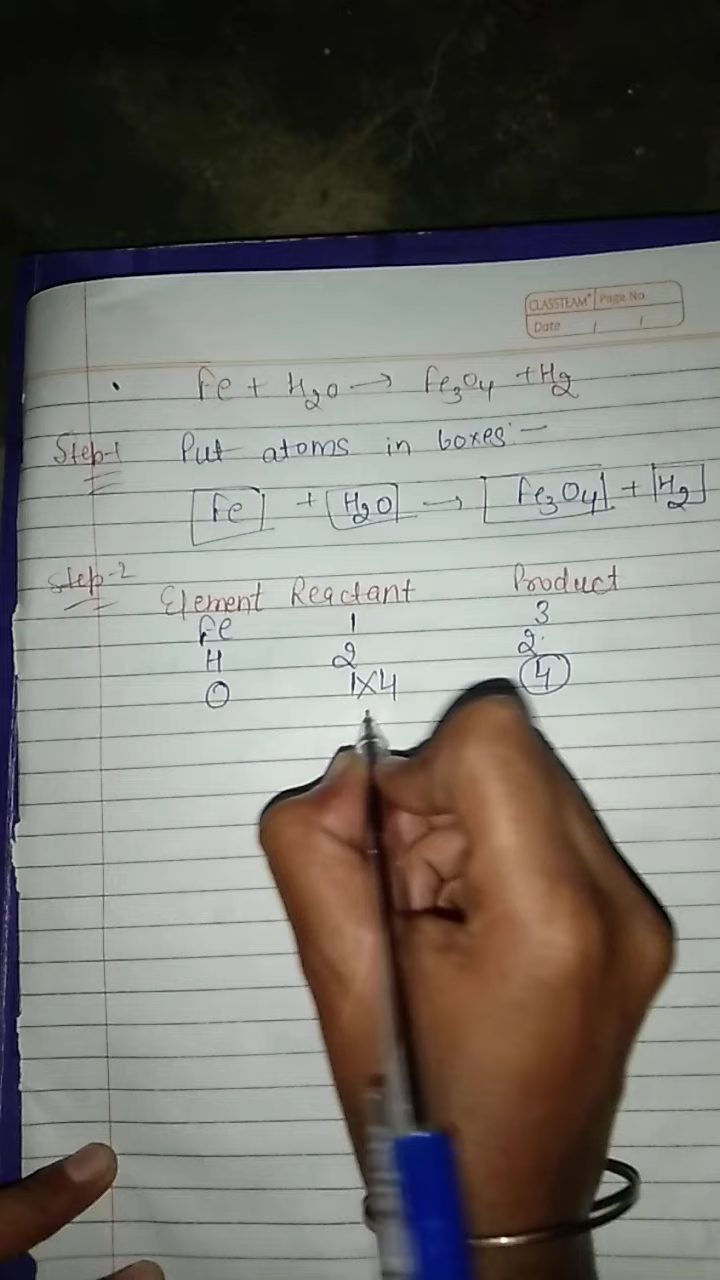 CLASSTEAM® Page No.
Date / /
Fe + H₂O → Fe₃O₄ + H₂
Step-1 Put atoms in boxes:-
Fe + H₂O → Fe₃O₄ + H₂
Step-2
Element Reactant Product
Fe 1 3
H 2 2
O 1×4 4